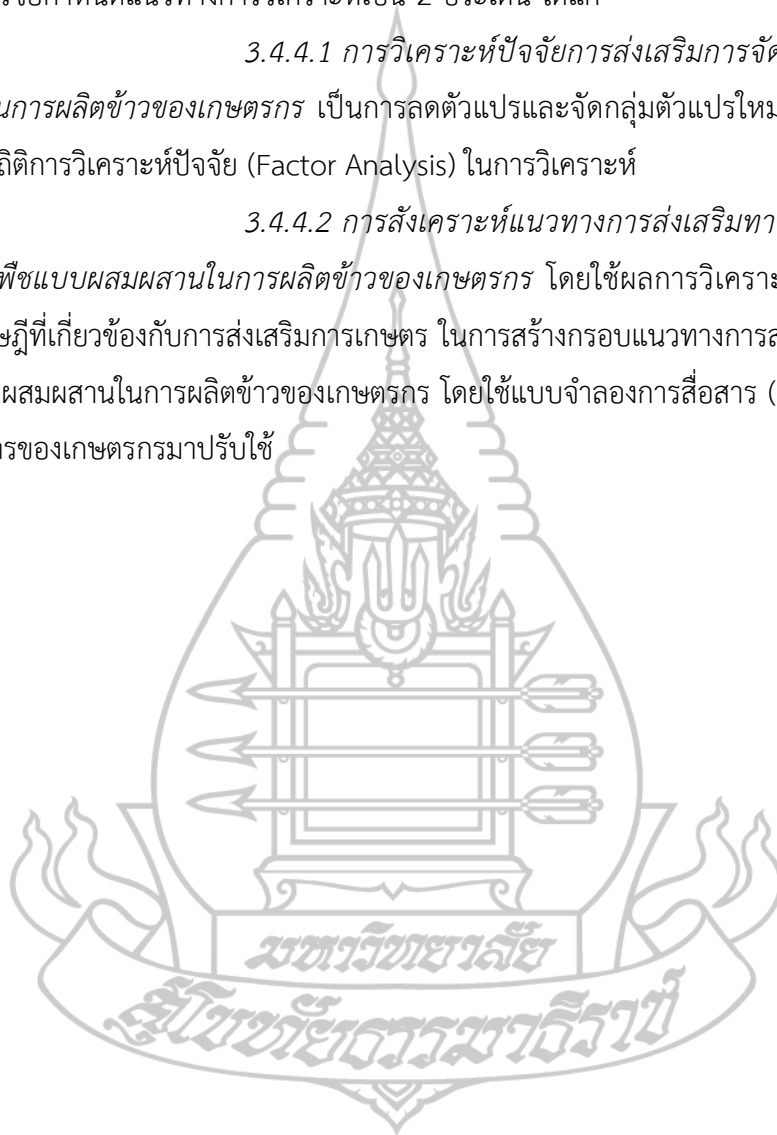 3.4.4.1 การวิเคราะห์ปัจจัยการส่งเสริมการจัด
นการผลิตข้าวของเกษตรกร เป็นการลดตัวแปรและจัดกลุ่มตัวแปรใหม
ถิติการวิเคราะห์ปัจจัย (Factor Analysis) ในการวิเคราะห์
3.4.4.2 การสังเคราะห์แนวทางการส่งเสริมทา
พืชแบบผสมผสานในการผลิตข้าวของเกษตรกร โดยใช้ผลการวิเคราะ
ษฎีที่เกี่ยวข้องกับการส่งเสริมการเกษตร ในการสร้างกรอบแนวทางการส
ผสมผสานในการผลิตข้าวของเกษตรกร โดยใช้แบบจำลองการสื่อสาร (
ารของเกษตรกรมาปรับใช้
มหาวิทยาลัย
สุโขทัยธรรมาธิราช